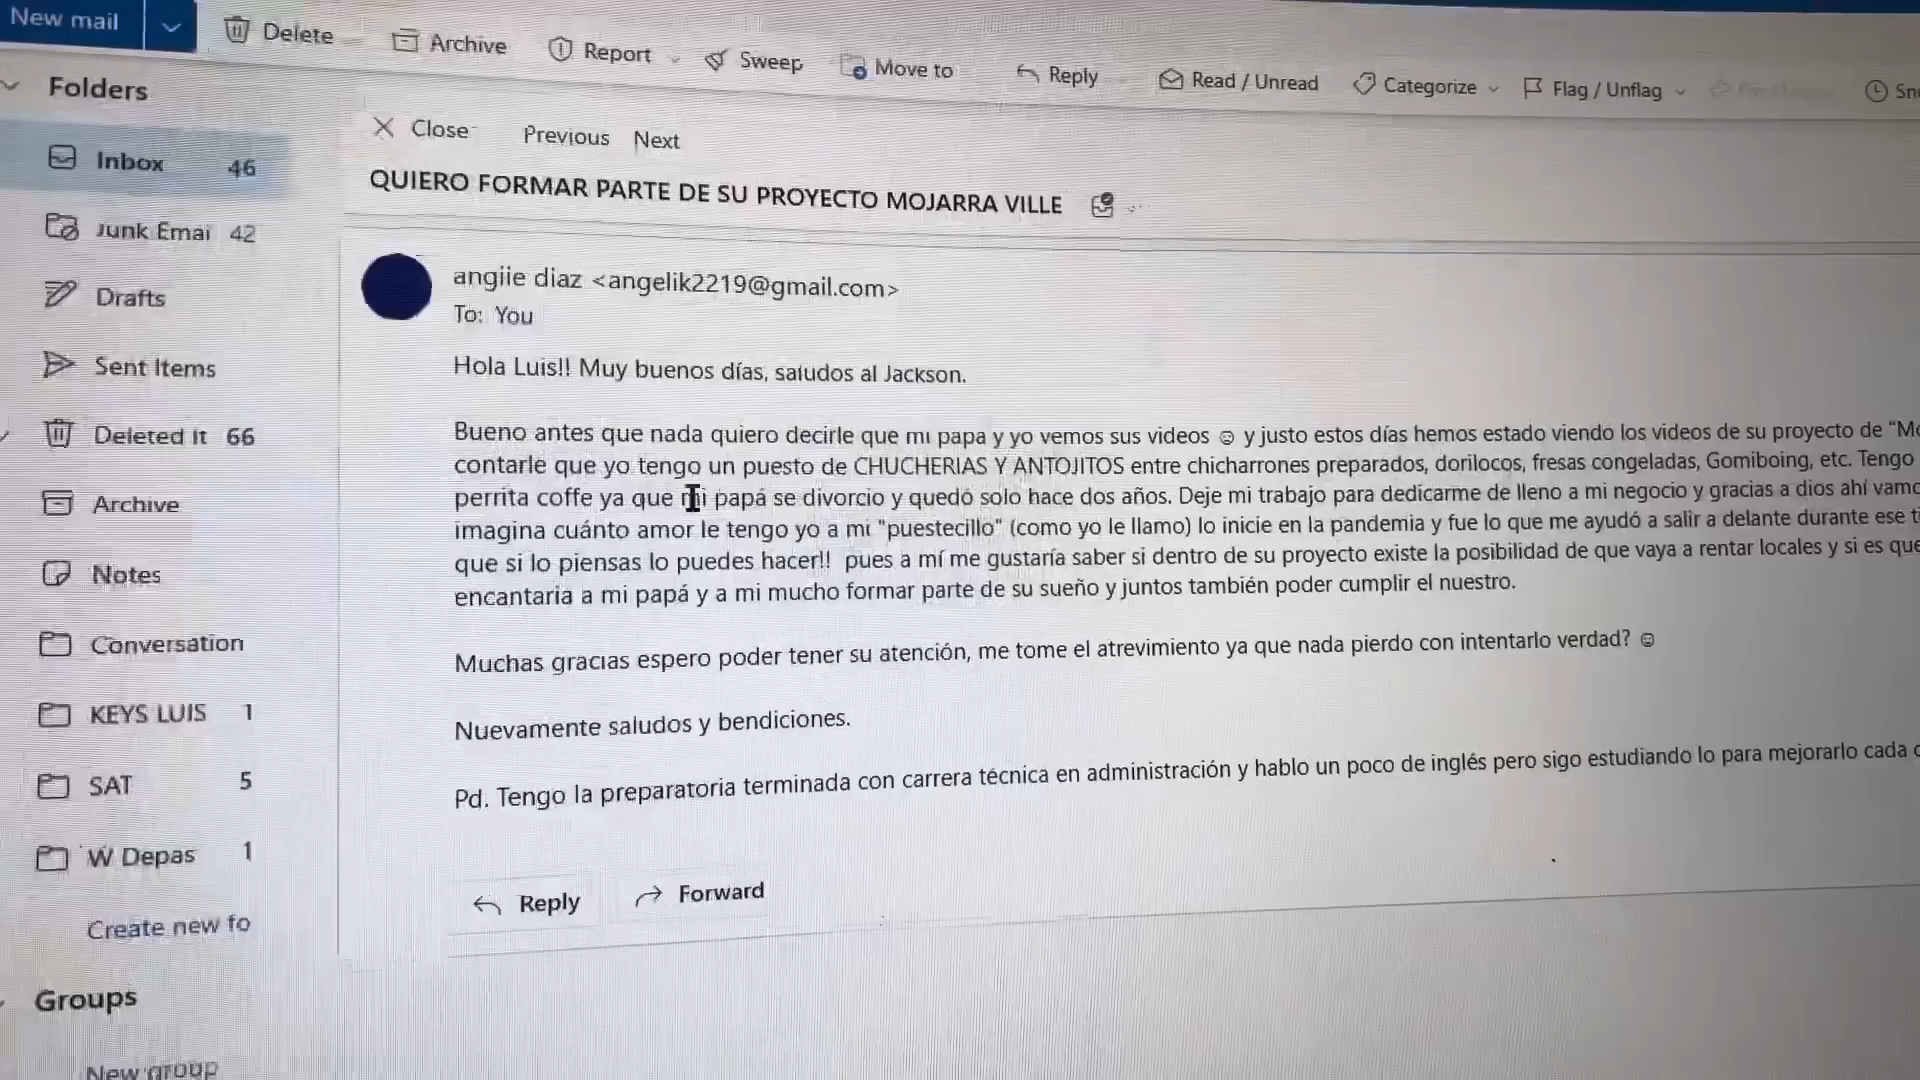 New mail
Delete
Archive
Report
Sweep
Move to
Reply
Read / Unread
Categorize
Flag / Unflag
Folders
Close
Previous
Next
Inbox 46
QUIERO FORMAR PARTE DE SU PROYECTO MOJARRA VILLE
Junk Emai 42
angiie diaz <angelik2219@gmail.com>
Drafts
To: You
Sent Items
Hola Luis!! Muy buenos días, saludos al Jackson.
Deleted It 66
Bueno antes que nada quiero decirle que mi papa y yo vemos sus videos ☺ y justo estos días hemos estado viendo los videos de su proyecto de "Mo
contarle que yo tengo un puesto de CHUCHERIAS Y ANTOJITOS entre chicharrones preparados, dorilocos, fresas congeladas, Gomiboing, etc. Tengo
Archive
perrita coffe ya que mi papá se divorcio y quedó solo hace dos años. Deje mi trabajo para dedicarme de lleno a mi negocio y gracias a dios ahí vamo
imagina cuánto amor le tengo yo a mi "puestecillo" (como yo le llamo) lo inicie en la pandemia y fue lo que me ayudó a salir a delante durante ese ti
Notes
que si lo piensas lo puedes hacer!! pues a mí me gustaría saber si dentro de su proyecto existe la posibilidad de que vaya a rentar locales y si es que
encantaria a mi papá y a mi mucho formar parte de su sueño y juntos también poder cumplir el nuestro.
Conversation
Muchas gracias espero poder tener su atención, me tome el atrevimiento ya que nada pierdo con intentarlo verdad? ☺
KEYS LUIS 1
Nuevamente saludos y bendiciones.
SAT 5
Pd. Tengo la preparatoria terminada con carrera técnica en administración y hablo un poco de inglés pero sigo estudiando lo para mejorarlo cada
W Depas 1
Reply
Forward
Create new fo
Groups
New group